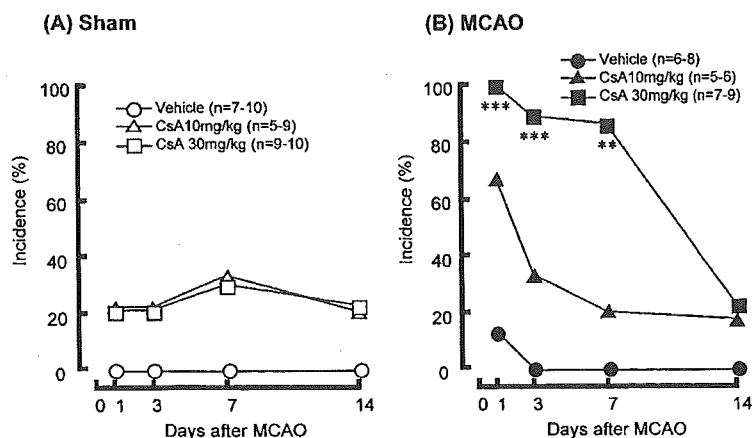 (A) Sham
Vehicle (n=7-10)
CsA10mg/kg (n=5-9)
CsA 30mg/kg (n=9-10)
Incidence (%)
100
80
60
40
20
0
0 1 3 7 14
Days after MCAO
(B) MCAO
Vehicle (n=6-8)
CsA10mg/kg (n=5-6)
CsA 30mg/kg (n=7-9)
Incidence (%)
100
80
60
40
20
0
***
***
**
0 1 3 7 14
Days after MCAO